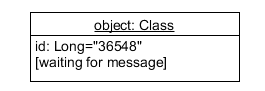 object: Class
id: Long="36548"
[waiting for message]